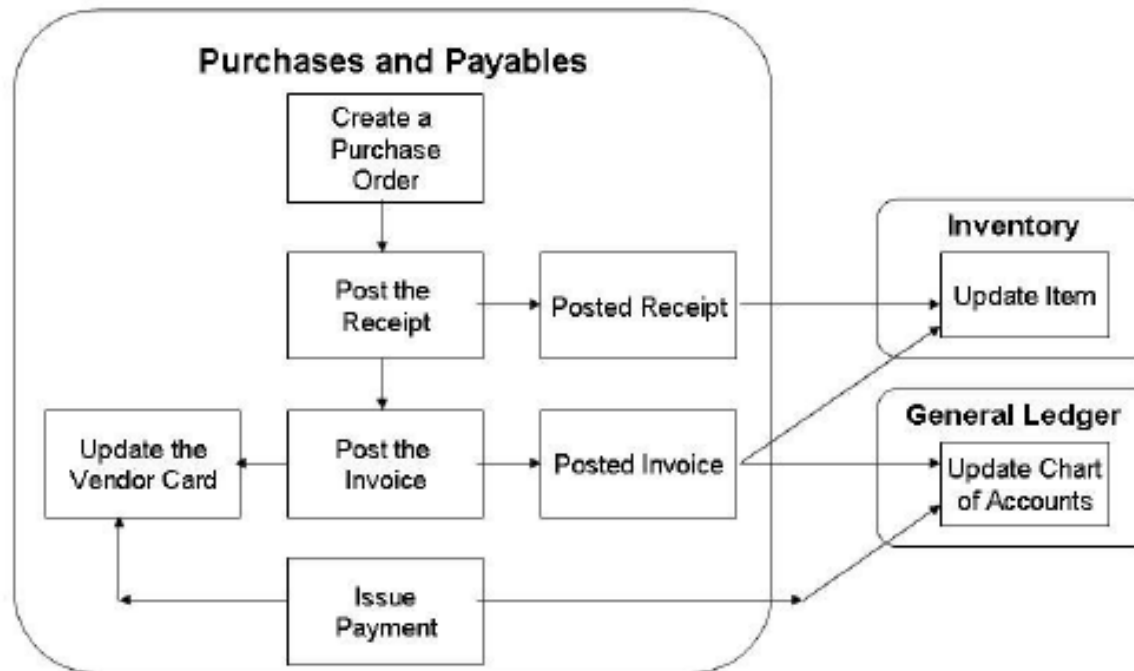 Purchases and Payables
Create a
Purchase
Order
Post the
Receipt
Posted Receipt
Inventory
Update Item
Update the
Vendor Card
Post the
Invoice
Posted Invoice
General Ledger
Update Chart
of Accounts
Issue
Payment